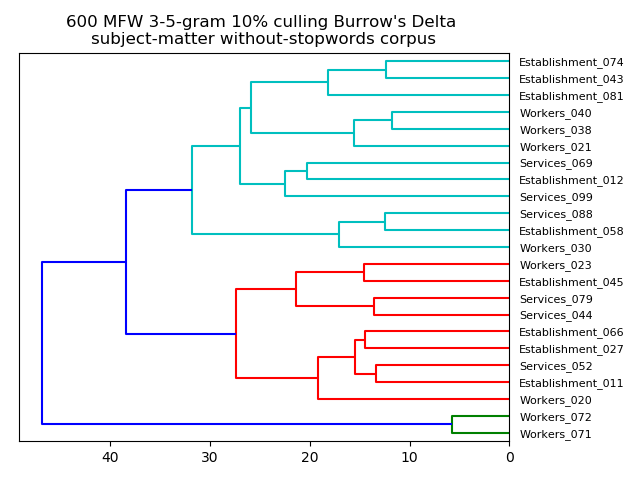 600 MFW 3-5-gram 10% culling Burrow's Delta
subject-matter without-stopwords corpus
Establishment_074
Establishment_043
Establishment_081
Workers_040
Workers_038
Workers_021
Services_069
Establishment_012
Services_099
Services_088
Establishment_058
Workers_030
Workers_023
Establishment_045
Services_079
Services_044
Establishment_066
Establishment_027
Services_052
Establishment_011
Workers_020
Workers_072
Workers_071
40 30 20 10 0